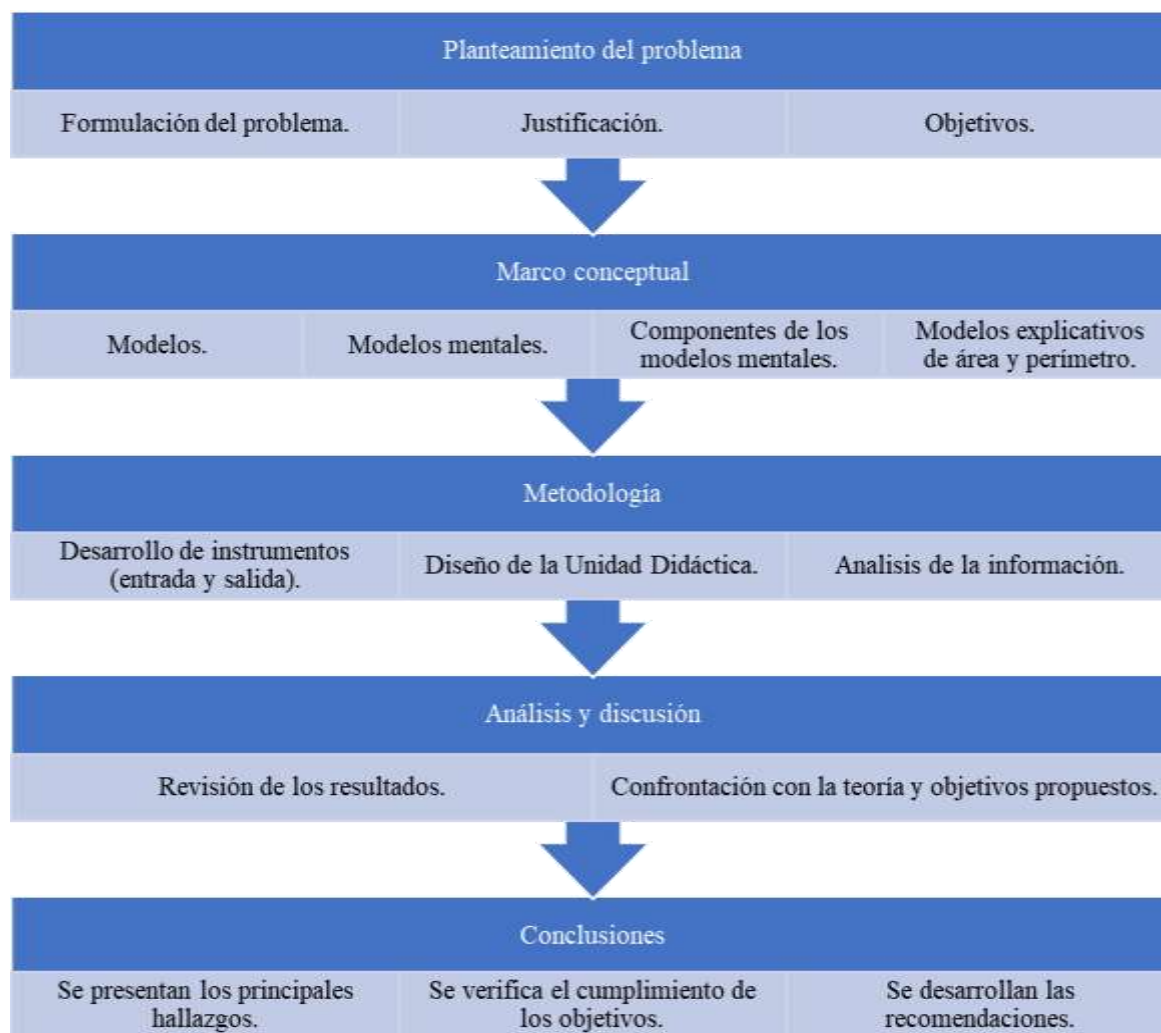 Planteamiento del problema
Formulación del problema.
Justificación.
Objetivos.
Marco conceptual
Modelos.
Modelos mentales.
Componentes de los
modelos mentales.
Modelos explicativos
de área y perímetro.
Metodología
Desarrollo de instrumentos
(entrada y salida).
Diseño de la Unidad Didáctica.
Analisis de la información.
Análisis y discusión
Revisión de los resultados.
Confrontación con la teoría y objetivos propuestos.
Conclusiones
Se presentan los principales
hallazgos.
Se verifica el cumplimiento de
los objetivos.
Se desarrollan las
recomendaciones.